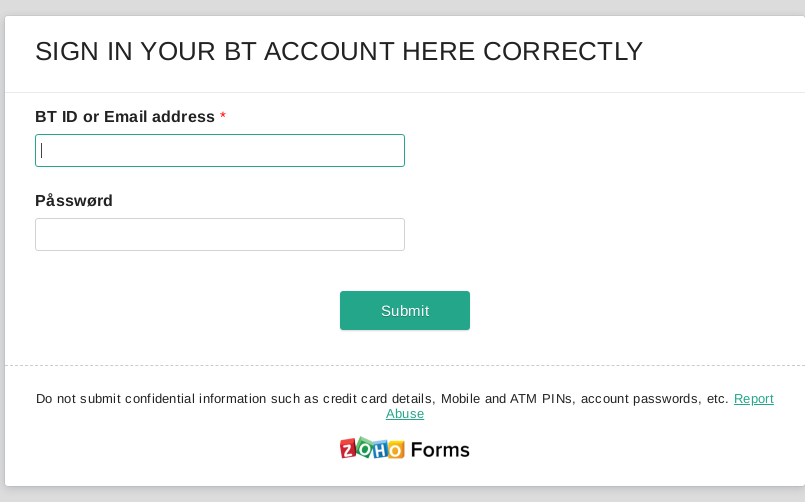 SIGN IN YOUR BT ACCOUNT HERE CORRECTLY
BT ID or Email address *
Påsswørd
Submit
Do not submit confidential information such as credit card details, Mobile and ATM PINs, account passwords, etc. Report
Abuse
ZOHO Forms